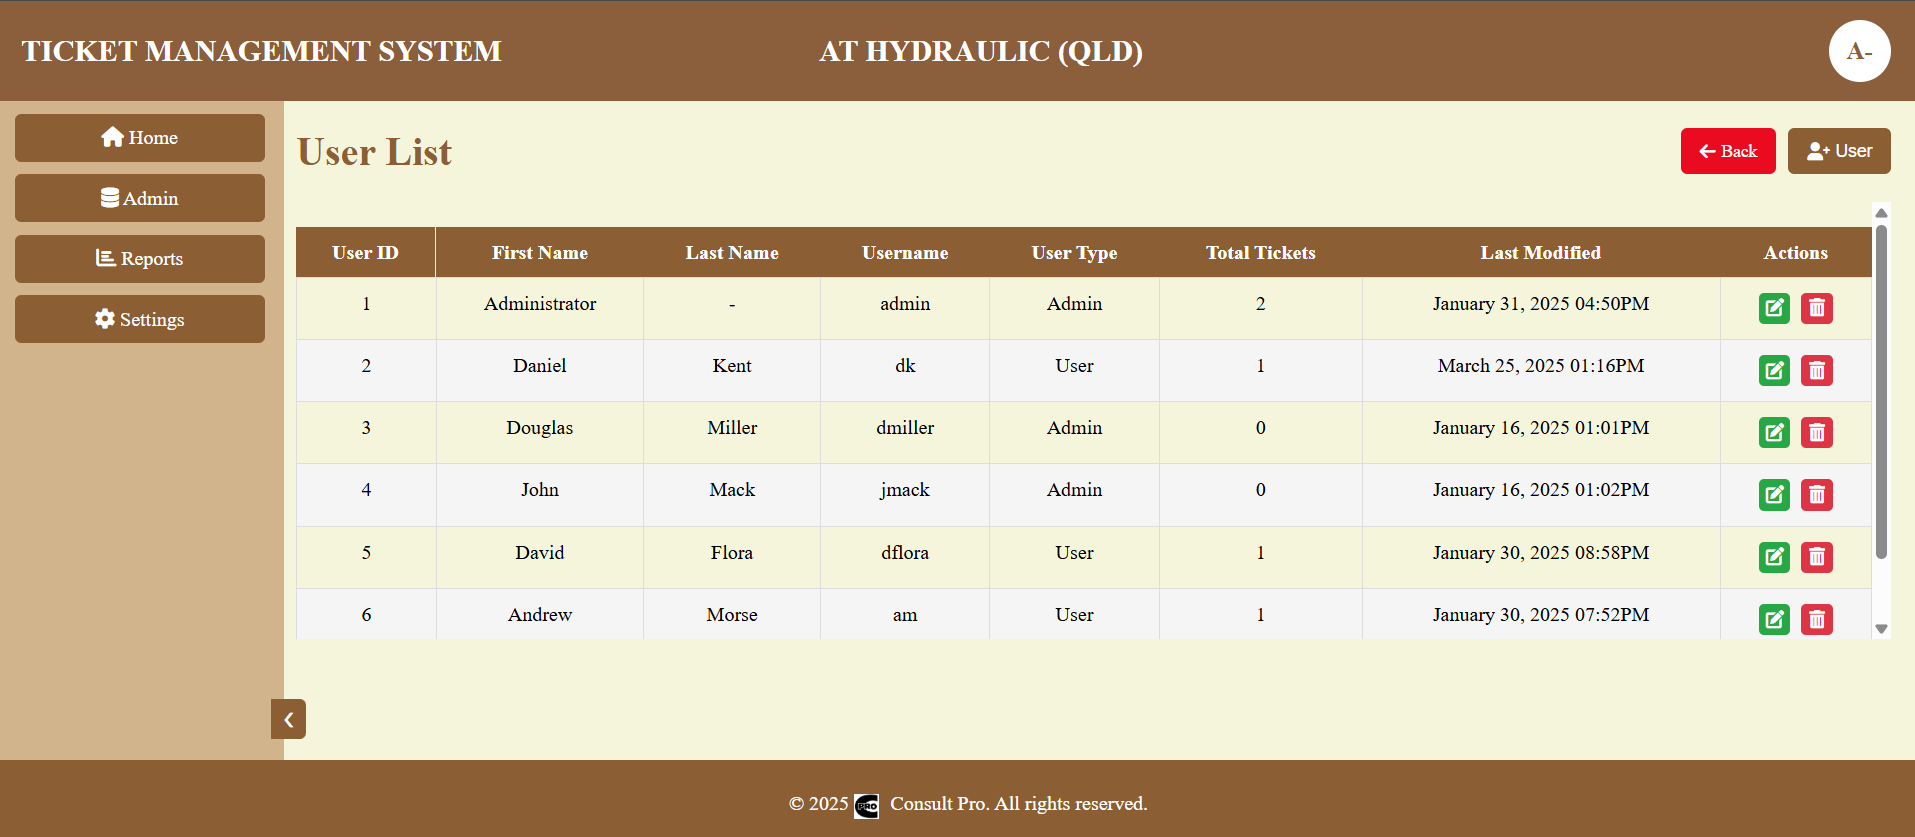 TICKET MANAGEMENT SYSTEM AT HYDRAULIC (QLD) A-
Home
Admin
Reports
Settings
User List
Back
User
User ID First Name Last Name Username User Type Total Tickets Last Modified Actions
1 Administrator - admin Admin 2 January 31, 2025 04:50PM
2 Daniel Kent dk User 1 March 25, 2025 01:16PM
3 Douglas Miller dmiller Admin 0 January 16, 2025 01:01PM
4 John Mack jmack Admin 0 January 16, 2025 01:02PM
5 David Flora dflora User 1 January 30, 2025 08:58PM
6 Andrew Morse am User 1 January 30, 2025 07:52PM
© 2025 PRO Consult Pro. All rights reserved.